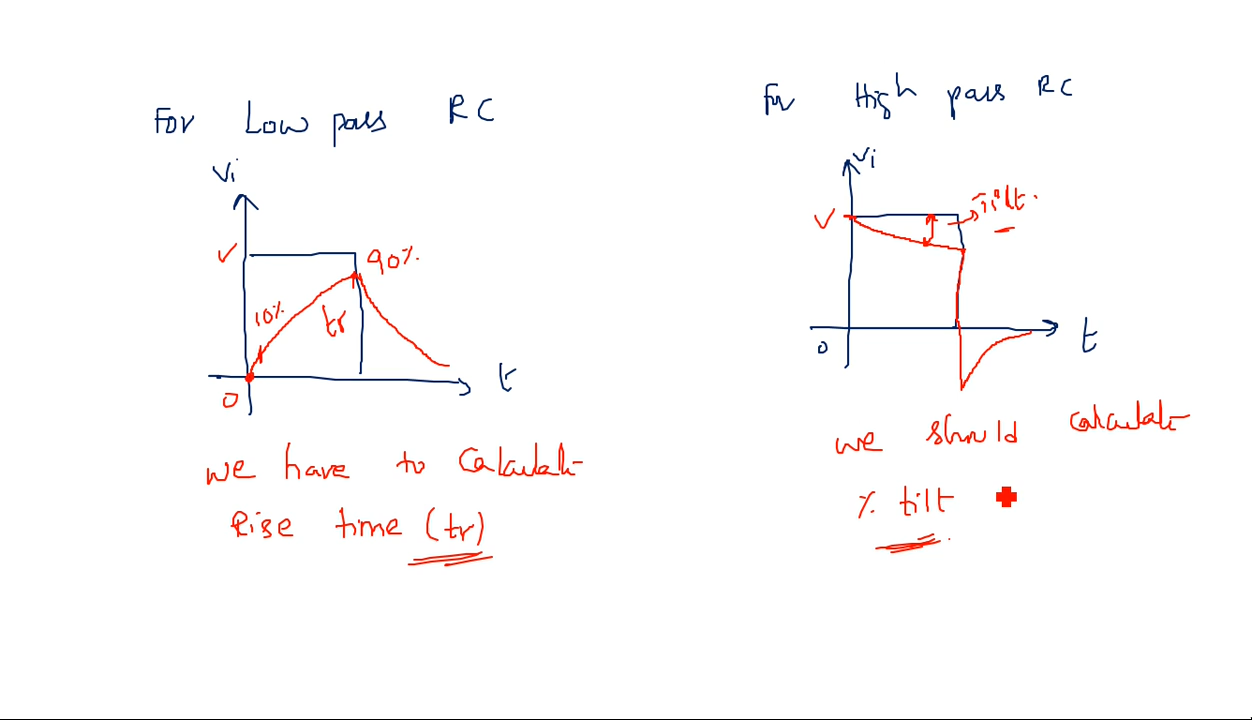 For Low pass RC
Vi
V
90%
10%
tr
t
0
we have to calculate
Rise time (tr)
For High pass RC
Vi
V
Tilt.
0
t
we should calculate
% tilt